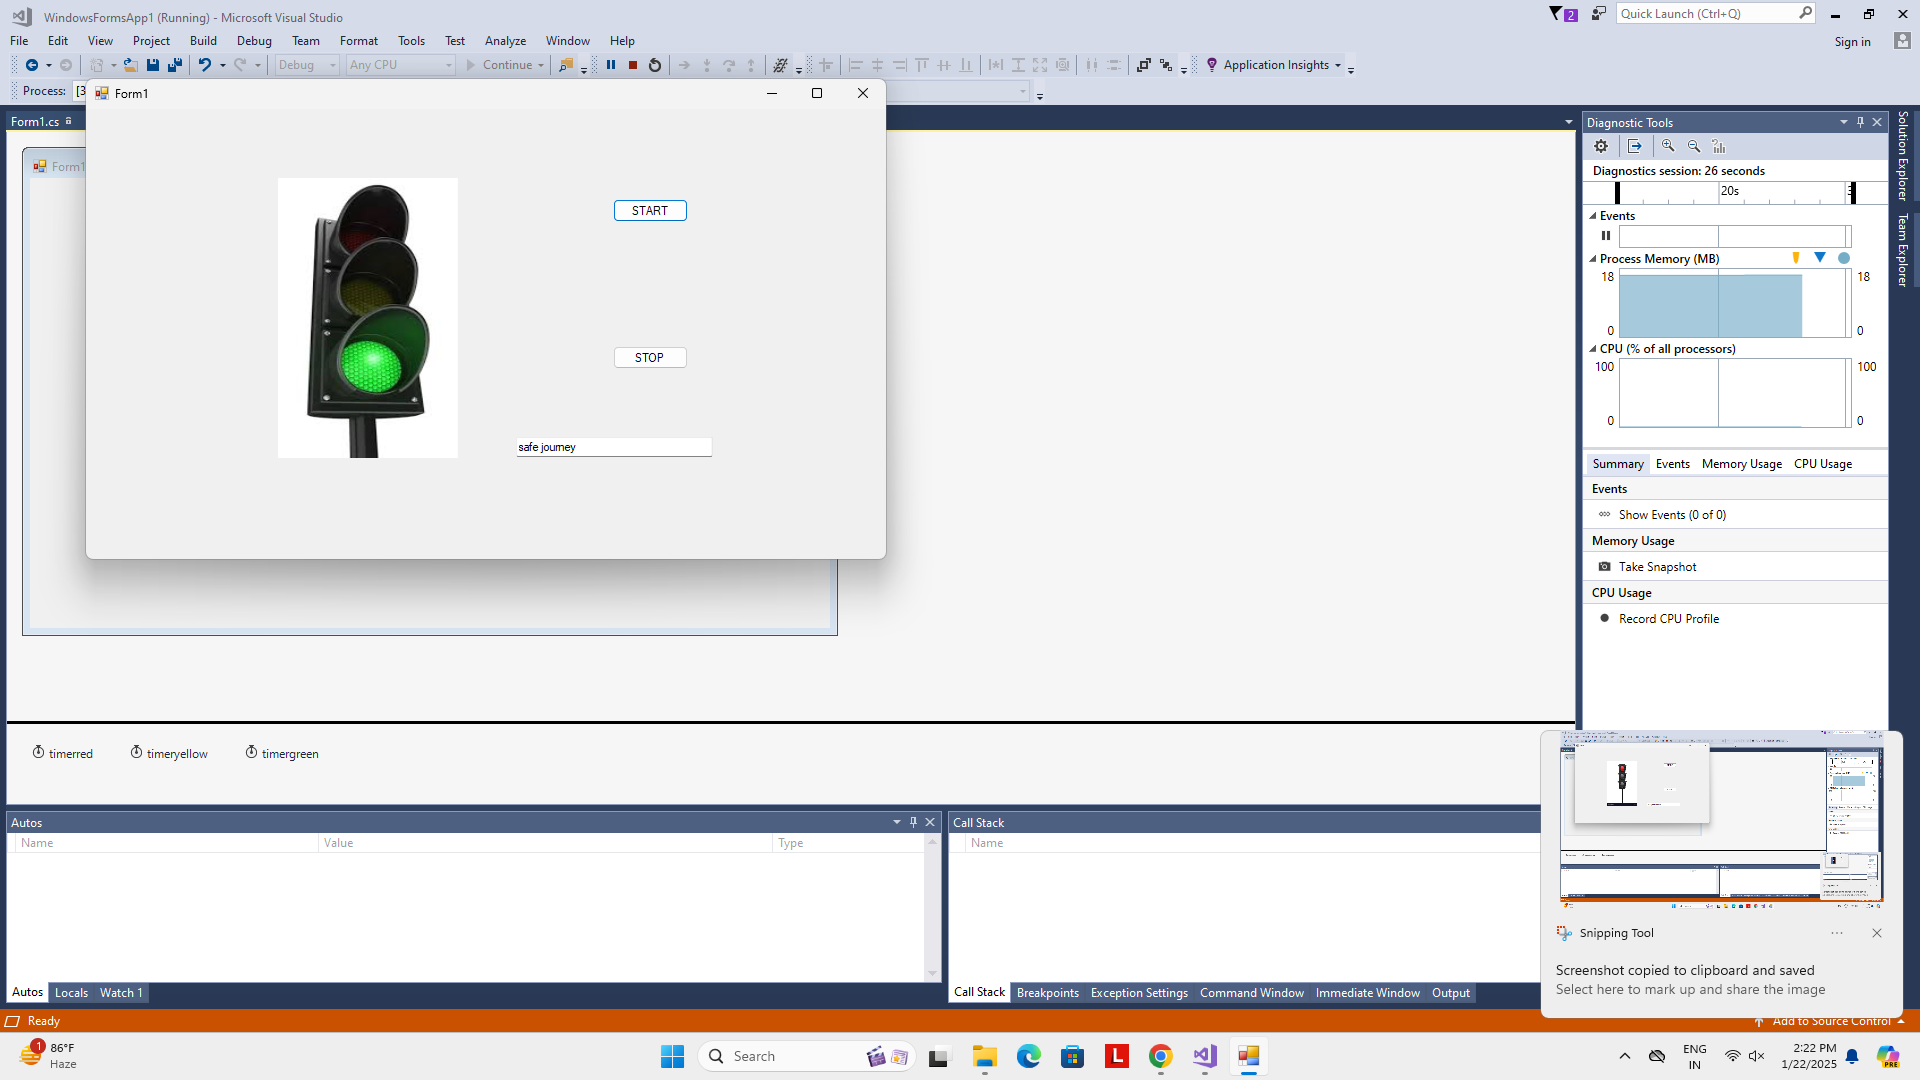 WindowsFormsApp1 (Running) - Microsoft Visual Studio
2
Quick Launch (Ctrl+Q)
File Edit View Project Build Debug Team Format Tools Test Analyze Window Help
Sign in
Debug Any CPU Continue Application Insights
Process: [3
Form1
Form1.cs
Form1
START
STOP
safe journey
Diagnostic Tools
Diagnostics session: 26 seconds
20s
Events
Process Memory (MB)
18 18
0 0
CPU (% of all processors)
100 100
0 0
Summary Events Memory Usage CPU Usage
Events
Show Events (0 of 0)
Memory Usage
Take Snapshot
CPU Usage
Record CPU Profile
Solution Explorer
Team Explorer
timerred timeryellow timergreen
Autos
Name Value Type
Autos Locals Watch 1
Call Stack
Name
Call Stack Breakpoints Exception Settings Command Window Immediate Window Output
Snipping Tool
Screenshot copied to clipboard and saved
Select here to mark up and share the image
Ready
Add to Source Control
1
86°F
Haze
Search
L
ENG
IN
2:22 PM
1/22/2025
PRE